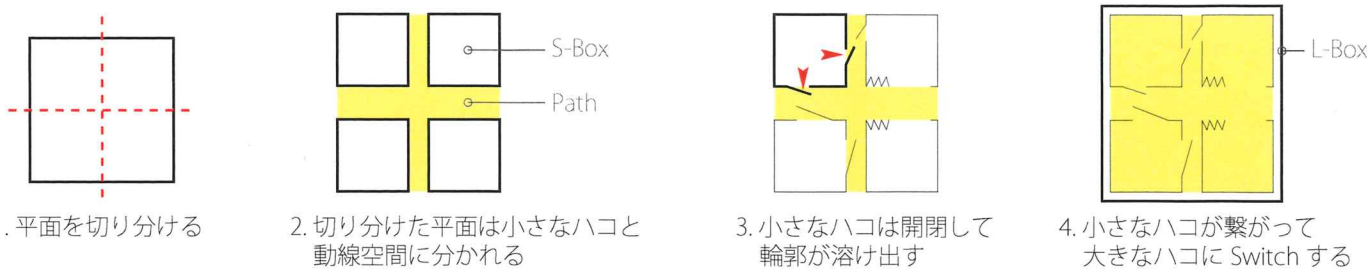 S-Box
Path
L-Box
. 平面を切り分ける
2. 切り分けた平面は小さなハコと
動線空間に分かれる
3. 小さなハコは開閉して
輪郭が溶け出す
4. 小さなハコが繋がって
大きなハコに Switch する